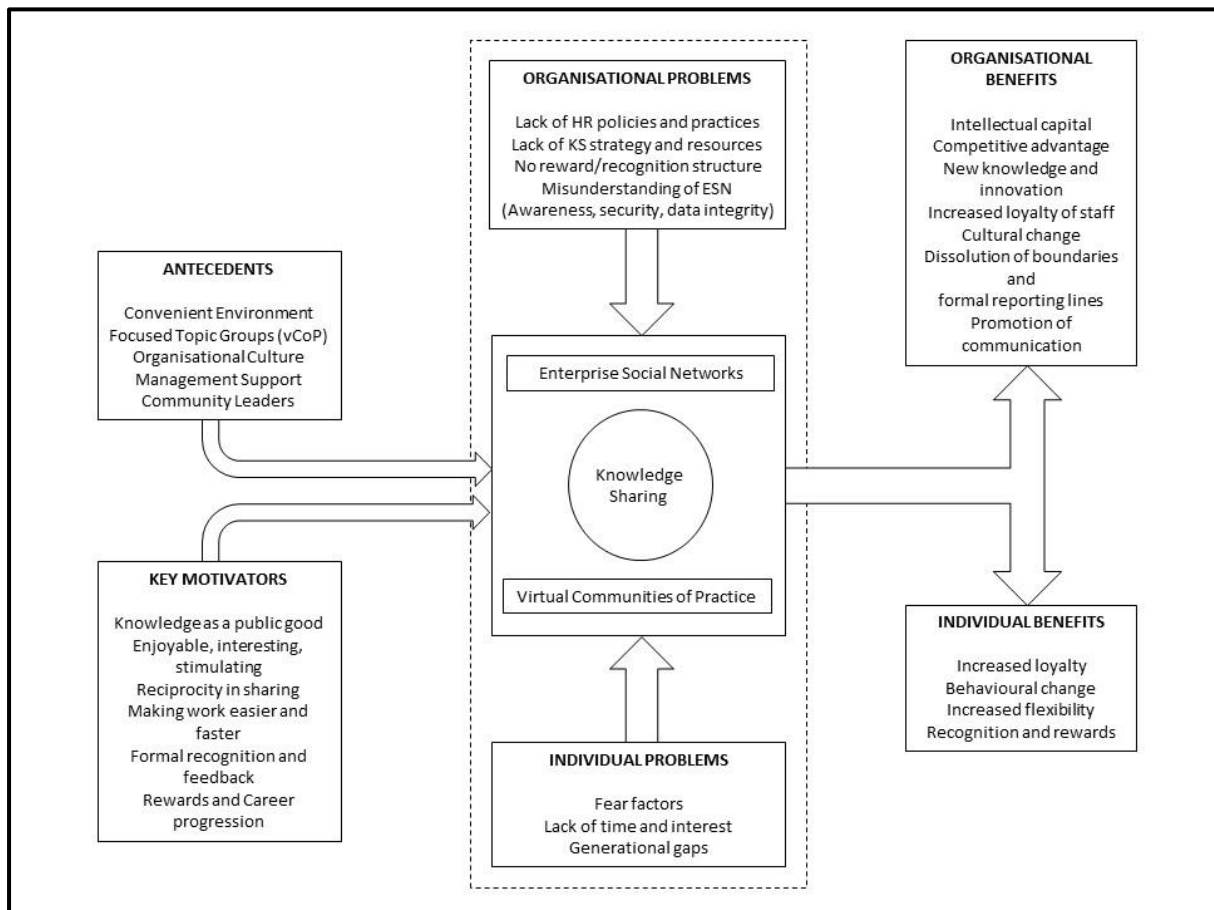 ORGANISATIONAL PROBLEMS
Lack of HR policies and practices
Lack of KS strategy and resources
No reward/recognition structure
Misunderstanding of ESN
(Awareness, security, data integrity)
ORGANISATIONAL
BENEFITS
Intellectual capital
Competitive advantage
New knowledge and
innovation
Increased loyalty of staff
Cultural change
Dissolution of boundaries
and
formal reporting lines
Promotion of
communication
ANTECEDENTS
Convenient Environment
Focused Topic Groups (vCoP)
Organisational Culture
Management Support
Community Leaders
Enterprise Social Networks
Knowledge
Sharing
Virtual Communities of Practice
KEY MOTIVATORS
Knowledge as a public good
Enjoyable, interesting,
stimulating
Reciprocity in sharing
Making work easier and
faster
Formal recognition and
feedback
Rewards and Career
progression
INDIVIDUAL BENEFITS
Increased loyalty
Behavioural change
Increased flexibility
Recognition and rewards
INDIVIDUAL PROBLEMS
Fear factors
Lack of time and interest
Generational gaps